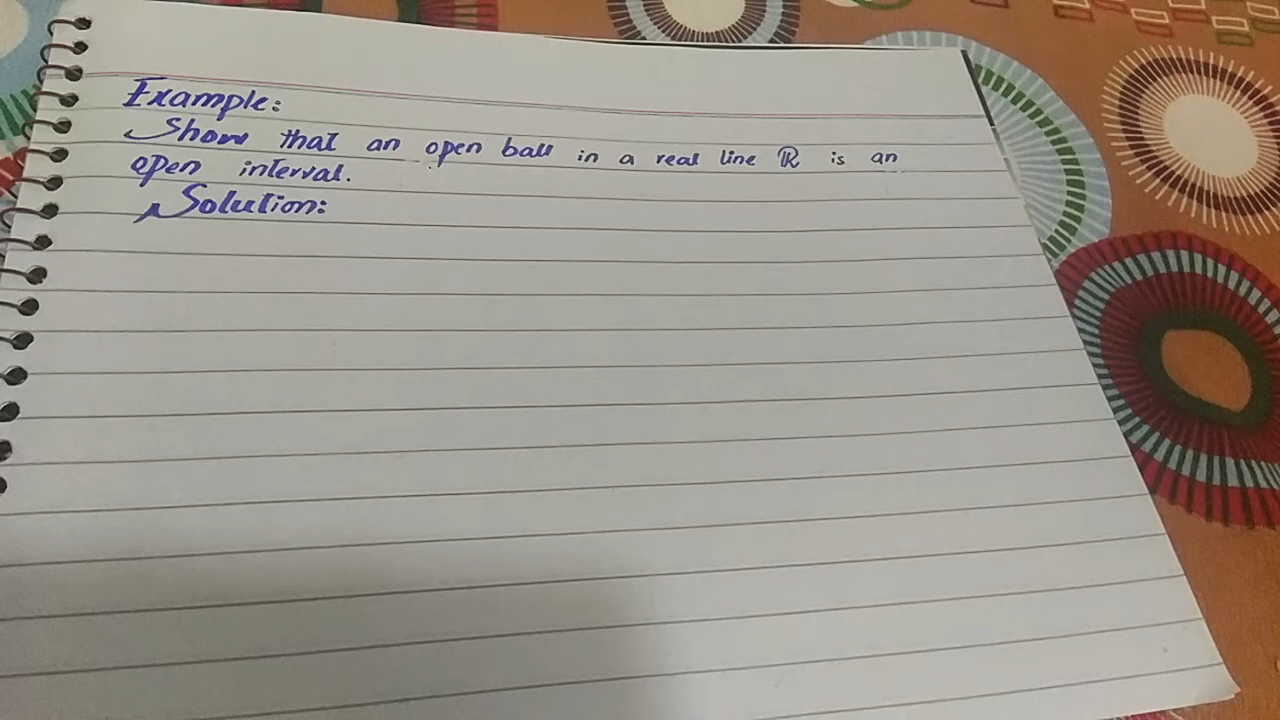 Example:
Show that an open ball in a real line ℝ is an
open interval.
Solution: